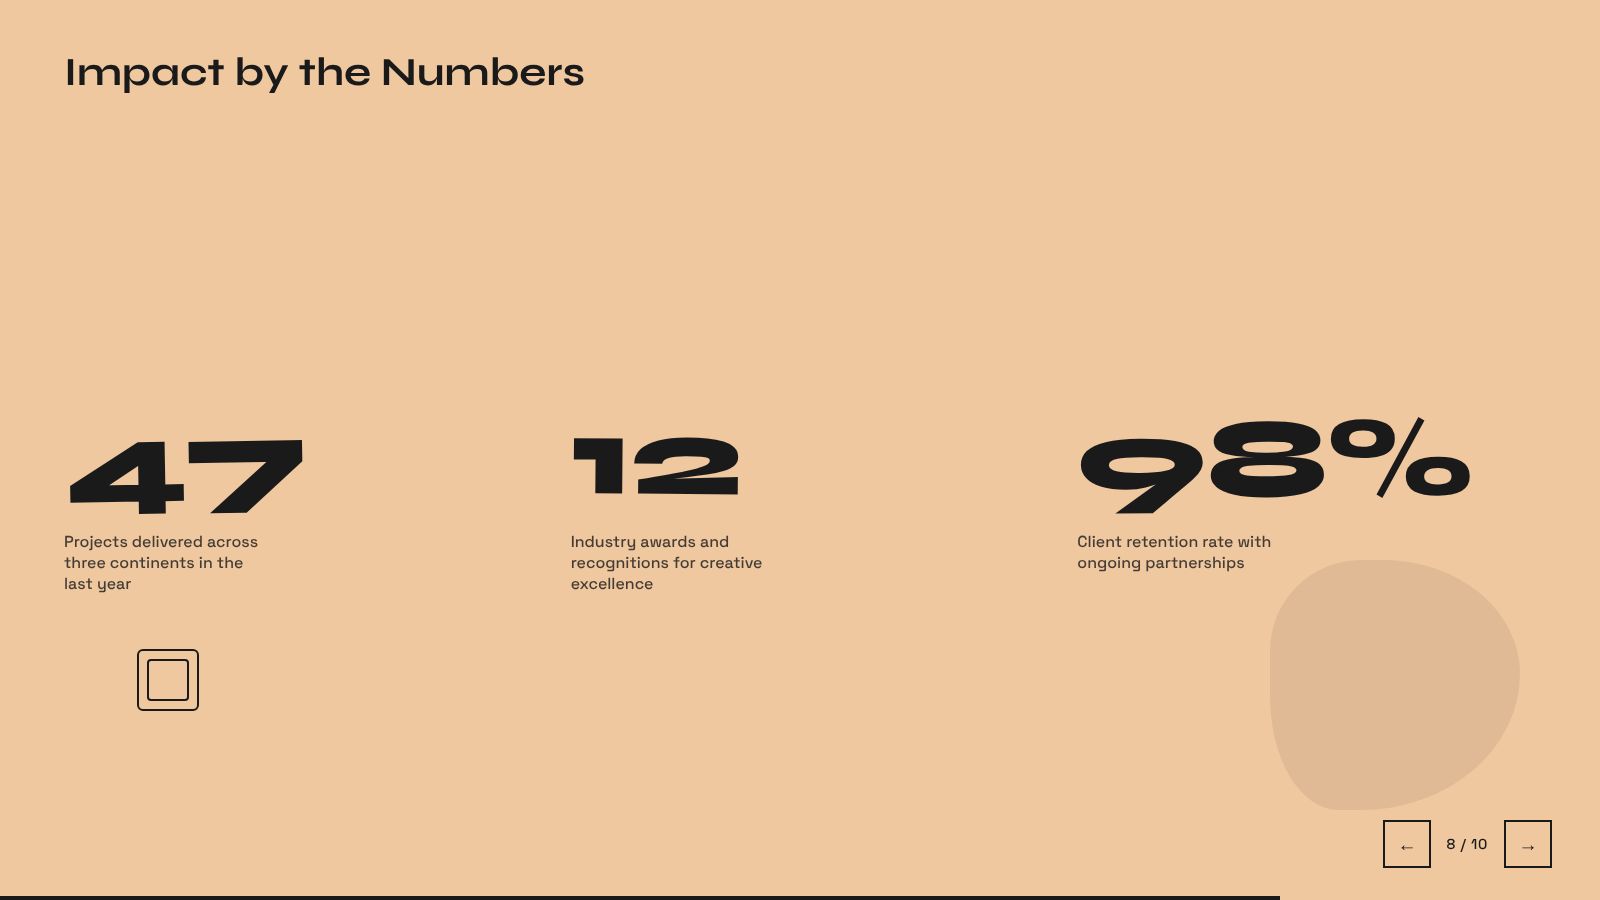 Impact by the Numbers
47
Projects delivered across
three continents in the
last year
12
Industry awards and
recognitions for creative
excellence
98%
Client retention rate with
ongoing partnerships
← 8 / 10 →